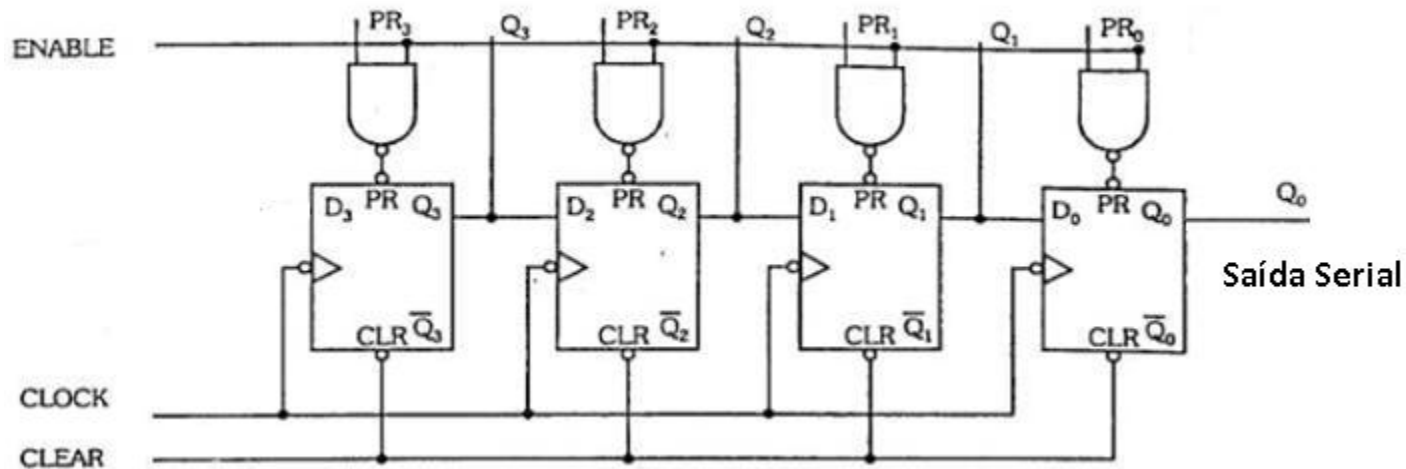 PR₃ Q₃ PR₂ Q₂ PR₁ Q₁ PR₀
ENABLE
D₃ PR Q₃ D₂ PR Q₂ D₁ PR Q₁ D₀ PR Q₀ Q₀
Saída Serial
CLR Q̅₃ CLR Q̅₂ CLR Q̅₁ CLR Q̅₀
CLOCK
CLEAR